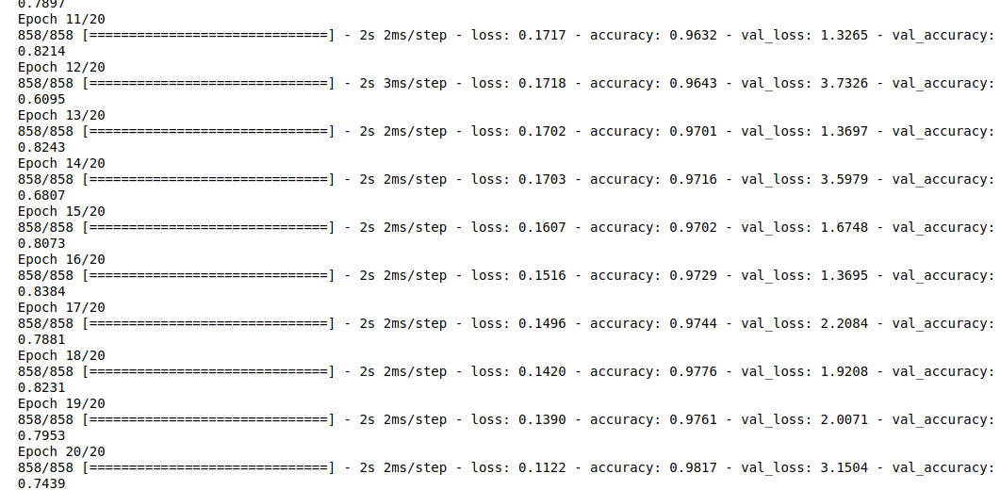 0.7897
Epoch 11/20
858/858 [==============================] - 2s 2ms/step - loss: 0.1717 - accuracy: 0.9632 - val_loss: 1.3265 - val_accuracy:
0.8214
Epoch 12/20
858/858 [==============================] - 2s 3ms/step - loss: 0.1718 - accuracy: 0.9643 - val_loss: 3.7326 - val_accuracy:
0.6095
Epoch 13/20
858/858 [==============================] - 2s 2ms/step - loss: 0.1702 - accuracy: 0.9701 - val_loss: 1.3697 - val_accuracy:
0.8243
Epoch 14/20
858/858 [==============================] - 2s 2ms/step - loss: 0.1703 - accuracy: 0.9716 - val_loss: 3.5979 - val_accuracy:
0.6807
Epoch 15/20
858/858 [==============================] - 2s 2ms/step - loss: 0.1607 - accuracy: 0.9702 - val_loss: 1.6748 - val_accuracy:
0.8073
Epoch 16/20
858/858 [==============================] - 2s 2ms/step - loss: 0.1516 - accuracy: 0.9729 - val_loss: 1.3695 - val_accuracy:
0.8384
Epoch 17/20
858/858 [==============================] - 2s 2ms/step - loss: 0.1496 - accuracy: 0.9744 - val_loss: 2.2084 - val_accuracy:
0.7881
Epoch 18/20
858/858 [==============================] - 2s 2ms/step - loss: 0.1420 - accuracy: 0.9776 - val_loss: 1.9208 - val_accuracy:
0.8231
Epoch 19/20
858/858 [==============================] - 2s 2ms/step - loss: 0.1390 - accuracy: 0.9761 - val_loss: 2.0071 - val_accuracy:
0.7953
Epoch 20/20
858/858 [==============================] - 2s 2ms/step - loss: 0.1122 - accuracy: 0.9817 - val_loss: 3.1504 - val_accuracy:
0.7439